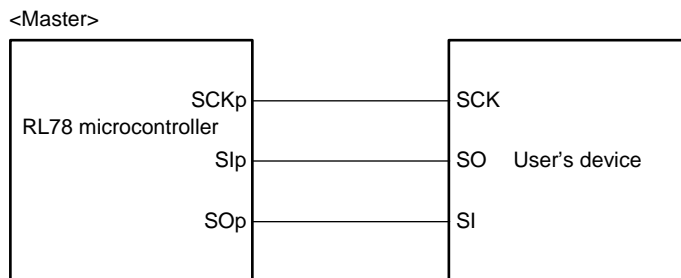 <Master>
SCKp SCK
RL78 microcontroller
SIp SO User's device
SOp SI